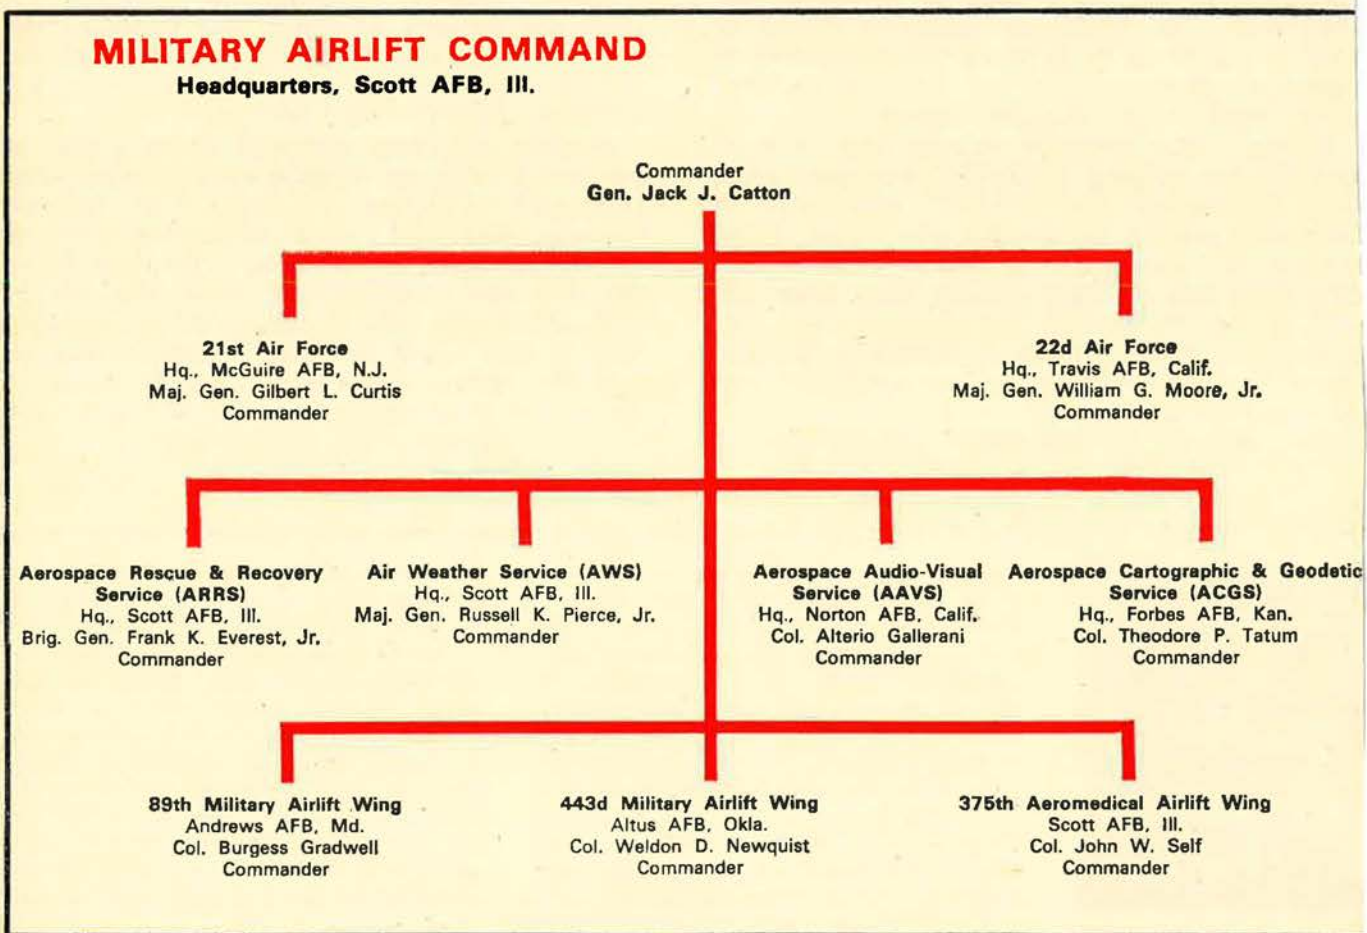 MILITARY AIRLIFT COMMAND
Headquarters, Scott AFB, Ill.
Commander
Gen. Jack J. Catton
21st Air Force
Hq., McGuire AFB, N.J.
Maj. Gen. Gilbert L. Curtis
Commander
22d Air Force
Hq., Travis AFB, Calif.
Maj. Gen. William G. Moore, Jr.
Commander
Aerospace Rescue & Recovery
Service (ARRS)
Hq., Scott AFB, Ill.
Brig. Gen. Frank K. Everest, Jr.
Commander
Air Weather Service (AWS)
Hq., Scott AFB, Ill.
Maj. Gen. Russell K. Pierce, Jr.
Commander
Aerospace Audio-Visual
Service (AAVS)
Hq., Norton AFB, Calif.
Col. Alterio Gallerani
Commander
Aerospace Cartographic & Geodetic
Service (ACGS)
Hq., Forbes AFB, Kan.
Col. Theodore P. Tatum
Commander
89th Military Airlift Wing
Andrews AFB, Md.
Col. Burgess Gradwell
Commander
443d Military Airlift Wing
Altus AFB, Okla.
Col. Weldon D. Newquist
Commander
375th Aeromedical Airlift Wing
Scott AFB, Ill.
Col. John W. Self
Commander